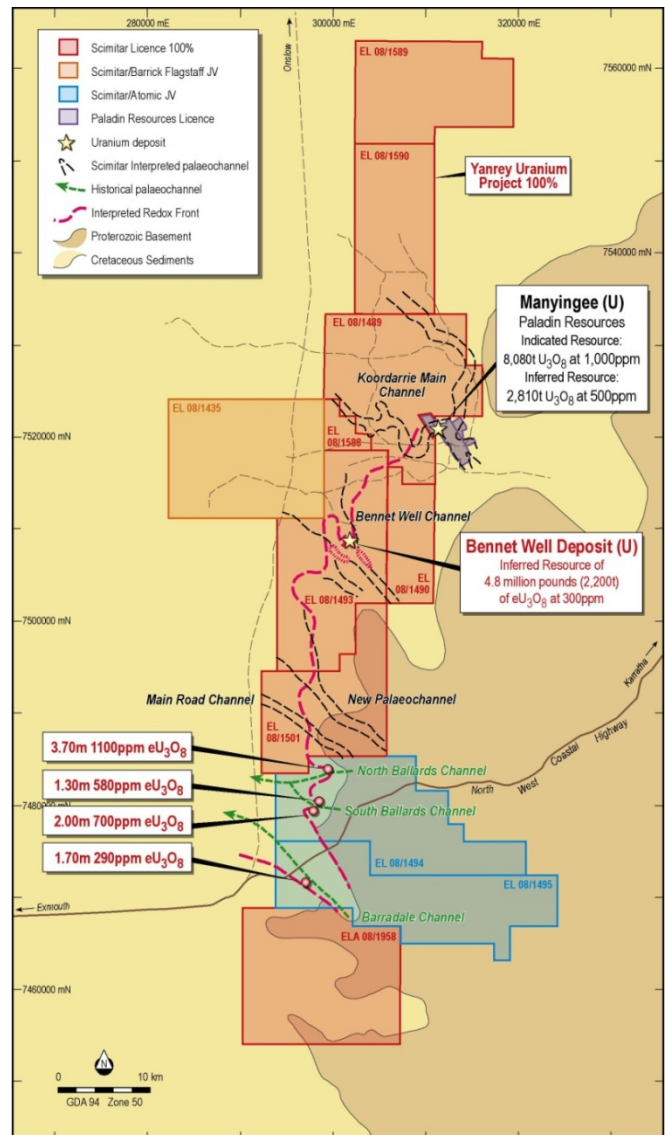 280000 mE
300000 mE
320000 mE
Scimitar Licence 100%
Scimitar/Barrick Flagstaff JV
Scimitar/Atomic JV
Paladin Resources Licence
Uranium deposit
Scimitar Interpreted palaeochannel
Historical palaeochannel
Interpreted Redox Front
Proterozoic Basement
Cretaceous Sediments
Onslow
EL 08/1589
7560000 mN
EL 08/1590
Yanrey Uranium
Project 100%
7540000 mN
Manyingee (U)
Paladin Resources
Indicated Resource:
8,080t U₃O₈ at 1,000ppm
Inferred Resource:
2,810t U₃O₈ at 500ppm
EL 08/1489
Koordarrie Main
Channel
EL 08/1435
7520000 mN
EL
08/1586
Bennet Well Channel
Bennet Well Deposit (U)
Inferred Resource of
4.8 million pounds (2,200t)
of eU₃O₈ at 300ppm
EL
08/1490
EL 08/1493
7500000 mN
Main Road Channel
New Palaeochannel
EL
08/1501
Karratha
North West Coastal Highway
3.70m 1100ppm eU₃O₈
North Ballards Channel
1.30m 580ppm eU₃O₈
7480000 mN
South Ballards Channel
2.00m 700ppm eU₃O₈
1.70m 290ppm eU₃O₈
EL 08/1494
EL 08/1495
Exmouth
Barradale Channel
ELA 08/1958
7460000 mN
N
0 10 km
GDA 94 Zone 50